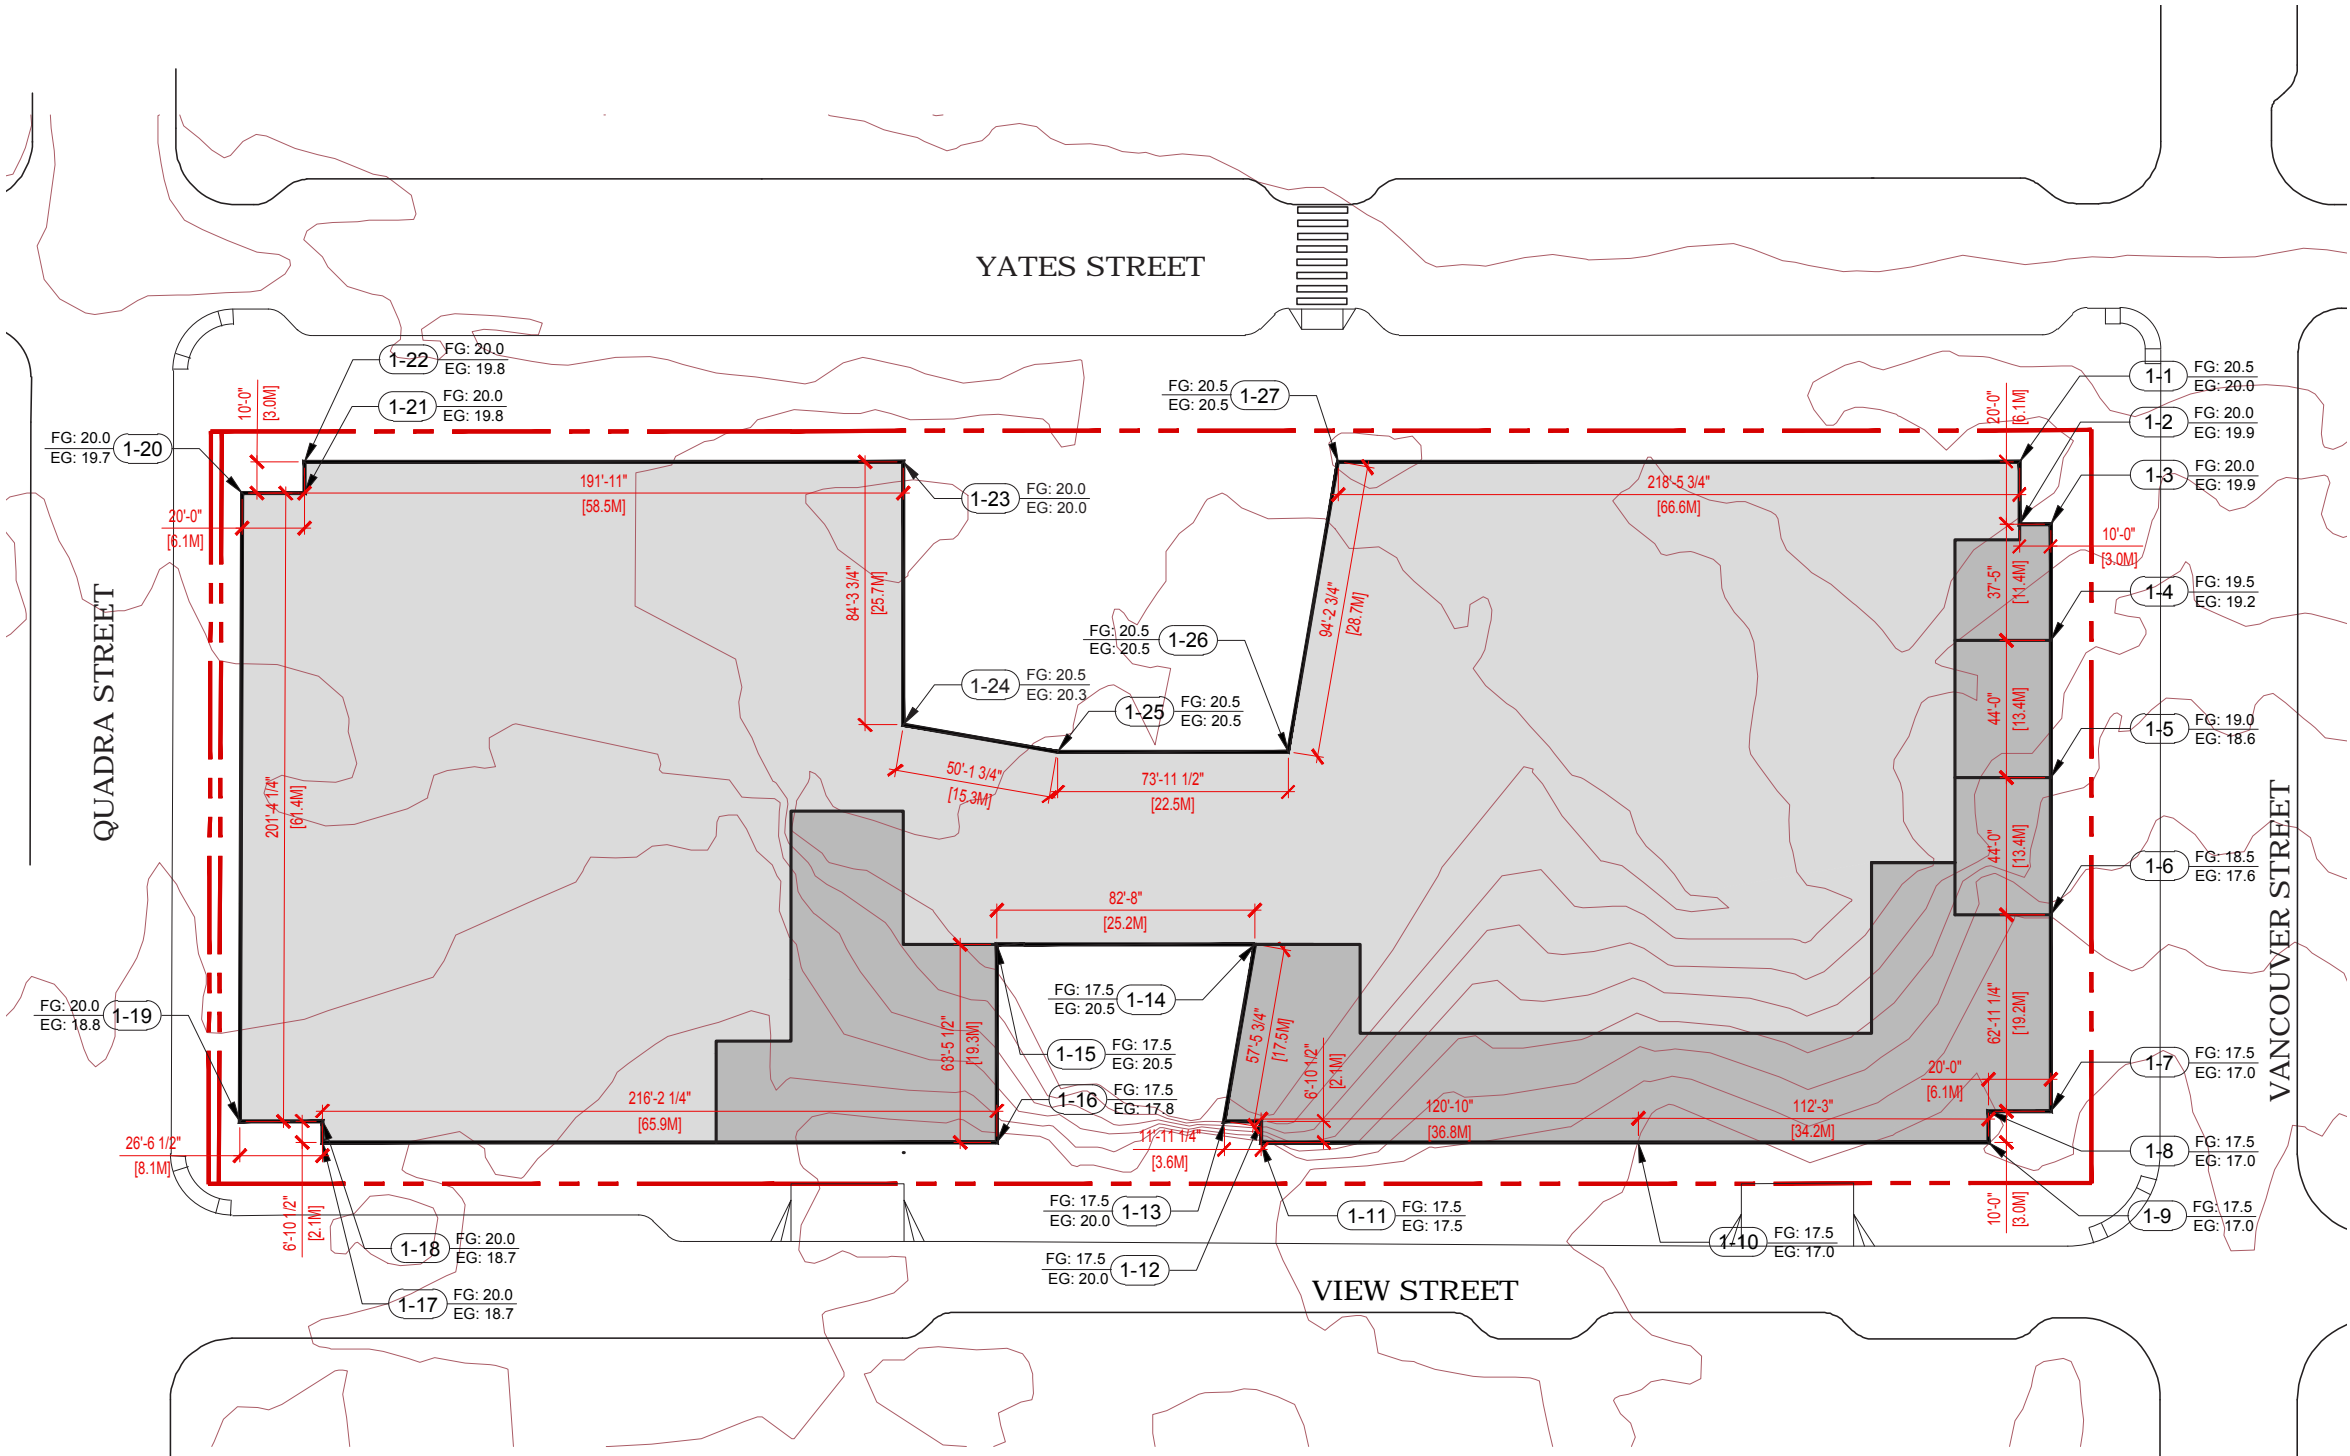 YATES STREET
1-22 FG: 20.0
EG: 19.8
1-21 FG: 20.0
EG: 19.8
10'-0"
[3.0M]
FG: 20.0 1-20
EG: 19.7
FG: 20.5 1-27
EG: 20.5
20'-0"
[6.1M]
1-1 FG: 20.5
EG: 20.0
1-2 FG: 20.0
EG: 19.9
1-3 FG: 20.0
EG: 19.9
191'-11"
[58.5M]
1-23 FG: 20.0
EG: 20.0
218'-5 3/4"
[66.6M]
20'-0"
[6.1M]
10'-0"
[3.0M]
84'-3 3/4"
[25.7M]
37'-5"
[11.4M]
1-4 FG: 19.5
EG: 19.2
94'-2 3/4"
[28.7M]
FG: 20.5 1-26
EG: 20.5
1-24 FG: 20.5
EG: 20.3
1-25 FG: 20.5
EG: 20.5
44'-0"
[13.4M]
1-5 FG: 19.0
EG: 18.6
QUADRA STREET
50'-1 3/4"
[15.3M]
73'-11 1/2"
[22.5M]
201'-4 1/4"
[61.4M]
44'-0"
[13.4M]
1-6 FG: 18.5
EG: 17.6
VANCOUVER STREET
82'-8"
[25.2M]
FG: 20.0 1-19
EG: 18.8
FG: 17.5 1-14
EG: 20.5
62'-11 1/4"
[19.2M]
63'-5 1/2"
[19.3M]
57'-5 3/4"
[17.5M]
1-15 FG: 17.5
EG: 20.5
6'-10 1/2"
[2.1M]
20'-0"
[6.1M]
1-7 FG: 17.5
EG: 17.0
1-16 FG: 17.5
EG: 17.8
216'-2 1/4"
[65.9M]
120'-10"
[36.8M]
112'-3"
[34.2M]
26'-6 1/2"
[8.1M]
11'-11 1/4"
[3.6M]
1-8 FG: 17.5
EG: 17.0
6'-10 1/2"
[2.1M]
FG: 17.5 1-13
EG: 20.0
1-11 FG: 17.5
EG: 17.5
10'-0"
[3.0M]
1-9 FG: 17.5
EG: 17.0
1-18 FG: 20.0
EG: 18.7
1-10 FG: 17.5
EG: 17.0
FG: 17.5 1-12
EG: 20.0
1-17 FG: 20.0
EG: 18.7
VIEW STREET